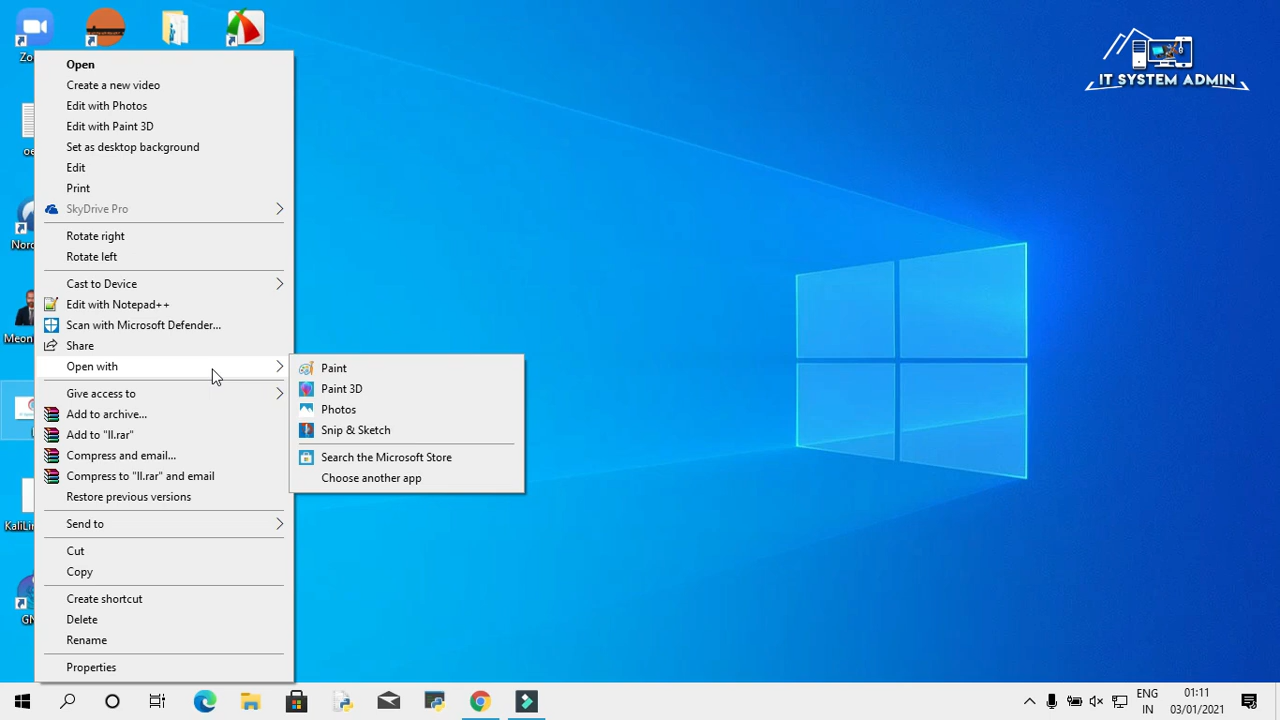 Open
Create a new video
Edit with Photos
Edit with Paint 3D
Set as desktop background
Edit
Print
SkyDrive Pro
Rotate right
Rotate left
Cast to Device
Edit with Notepad++
Scan with Microsoft Defender...
Share
Open with
Give access to
Add to archive...
Add to "II.rar"
Compress and email...
Compress to "II.rar" and email
Restore previous versions
Send to
Cut
Copy
Create shortcut
Delete
Rename
Properties
Paint
Paint 3D
Photos
Snip & Sketch
Search the Microsoft Store
Choose another app
IT SYSTEM ADMIN
ENG
IN
01:11
03/01/2021